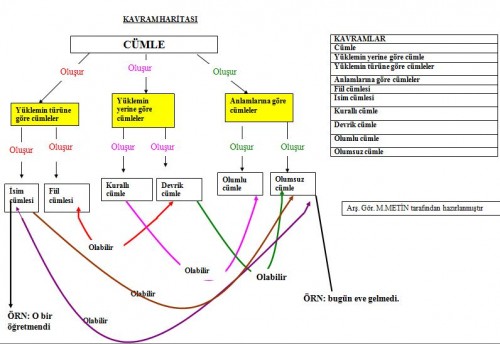 KAVRAM HARİTASI
CÜMLE
Oluşur
Oluşur
Oluşur
Yüklemin türüne
göre cümleler
Yüklemin
yerine göre
cümleler
Anlamlarına göre
cümleler
Oluşur
Oluşur
Oluşur
Oluşur
Oluşur
Oluşur
İsim
cümlesi
Fiil
cümlesi
Kurallı
cümle
Devrik
cümle
Olumlu
cümle
Olumsuz
cümle
Olabilir
Olabilir
Olabilir
Olabilir
Olabilir
ÖRN: O bir
öğretmendi
ÖRN: bugün eve gelmedi.
KAVRAMLAR
Cümle
Yüklemin yerine göre cümle
Yüklemin türüne göre cümleler
Anlamlarına göre cümleler
Fiil cümlesi
İsim cümlesi
Kurallı cümle
Devrik cümle
Olumlu cümle
Olumsuz cümle
Arş. Gör. M.METİN tarafından hazırlanmıştır